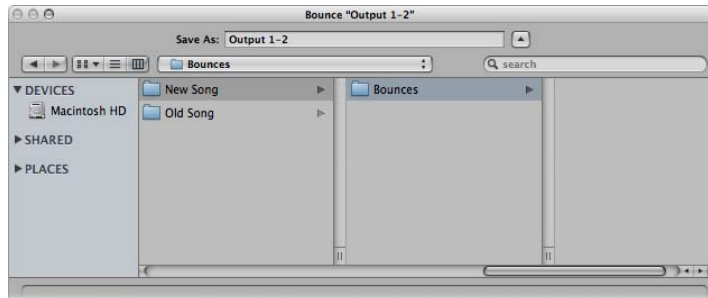 Bounce "Output 1-2"
Save As: Output 1-2
Bounces
search
DEVICES
Macintosh HD
SHARED
PLACES
New Song
Old Song
Bounces